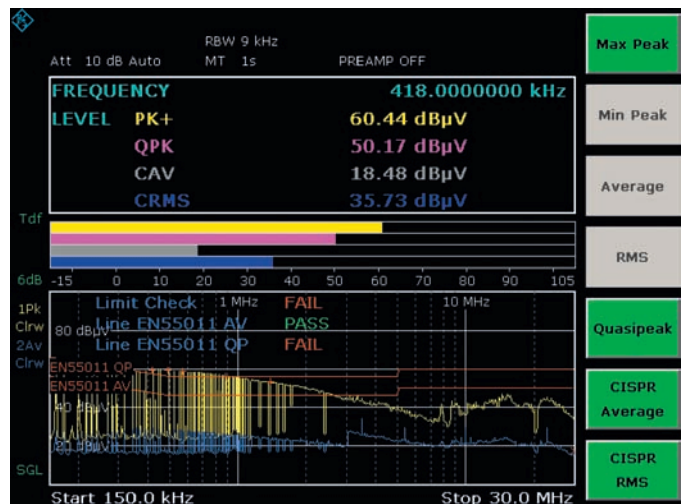 RBW 9 kHz
Att 10 dB Auto MT 1s PREAMP OFF
FREQUENCY 418.0000000 kHz
LEVEL PK+ 60.44 dBµV
QPK 50.17 dBµV
CAV 18.48 dBµV
CRMS 35.73 dBµV
Tdf
6dB -15 0 10 20 30 40 50 60 70 80 90 105
1Pk
Clrw
2Av
Clrw
Limit Check 1 MHz FAIL 10 MHz
80 dBµV Line EN55011 AV PASS
Line EN55011 QP FAIL
EN55011 QP
EN55011 AV
40 dBµV
20 dBµV
SGL
Start 150.0 kHz Stop 30.0 MHz
Max Peak
Min Peak
Average
RMS
Quasipeak
CISPR
Average
CISPR
RMS